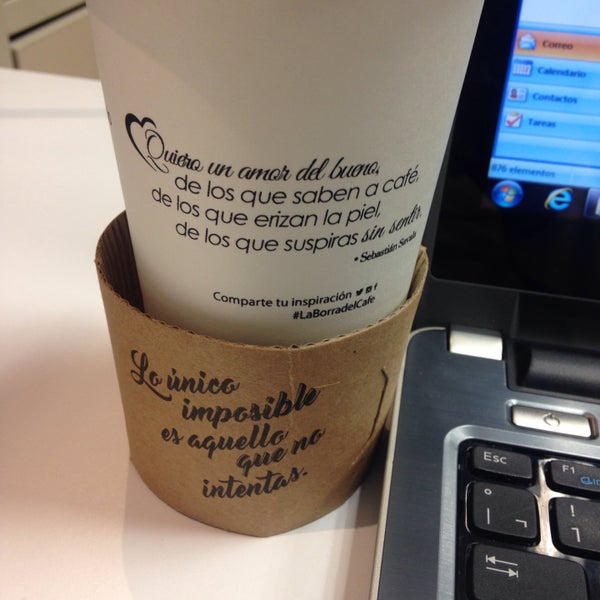 Quiero un amor del bueno,
de los que saben a café,
de los que erizan la piel,
de los que suspiras sin sentir.
Comparte tu inspiración
#LaBorradelCafe
Lo único
imposible
es aquello
que no
intentas.
Correo
Calendario
Contactos
Tareas
876 elementos
Esc
F1